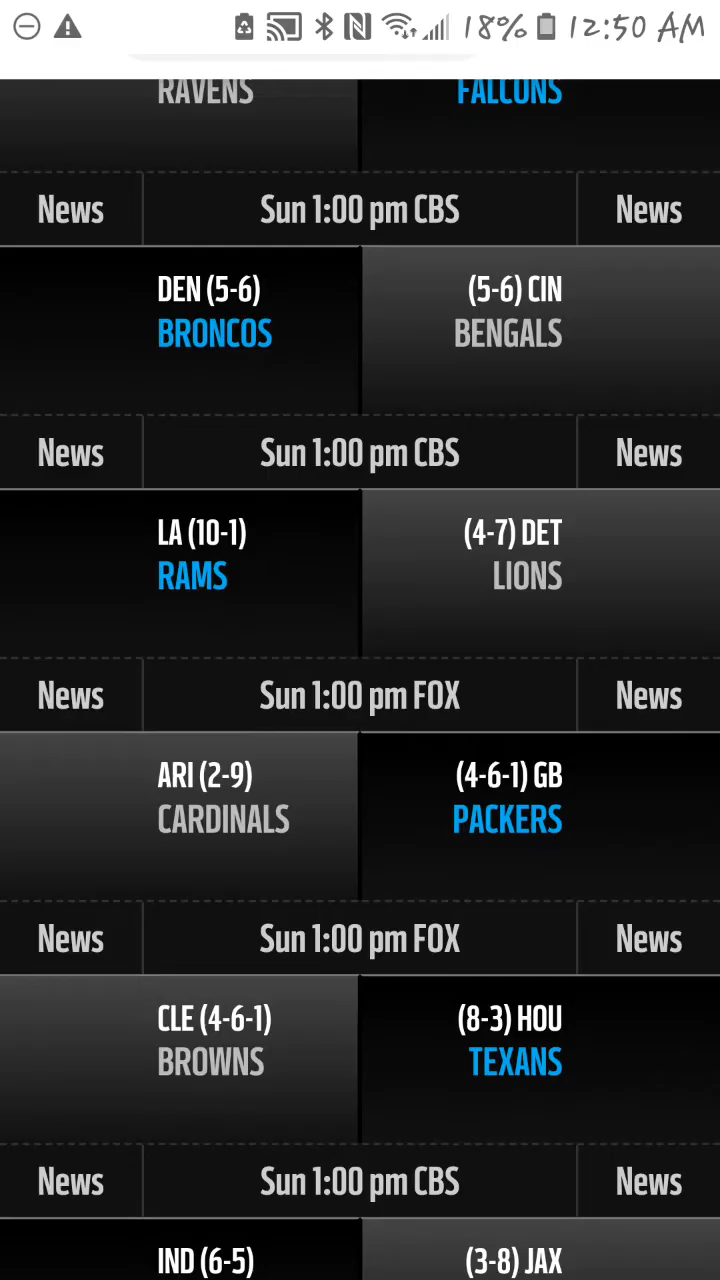 18% 12:50 AM
RAVENS FALCONS
News Sun 1:00 pm CBS News
DEN (5-6) (5-6) CIN
BRONCOS BENGALS
News Sun 1:00 pm CBS News
LA (10-1) (4-7) DET
RAMS LIONS
News Sun 1:00 pm FOX News
ARI (2-9) (4-6-1) GB
CARDINALS PACKERS
News Sun 1:00 pm FOX News
CLE (4-6-1) (8-3) HOU
BROWNS TEXANS
News Sun 1:00 pm CBS News
IND (6-5) (3-8) JAX